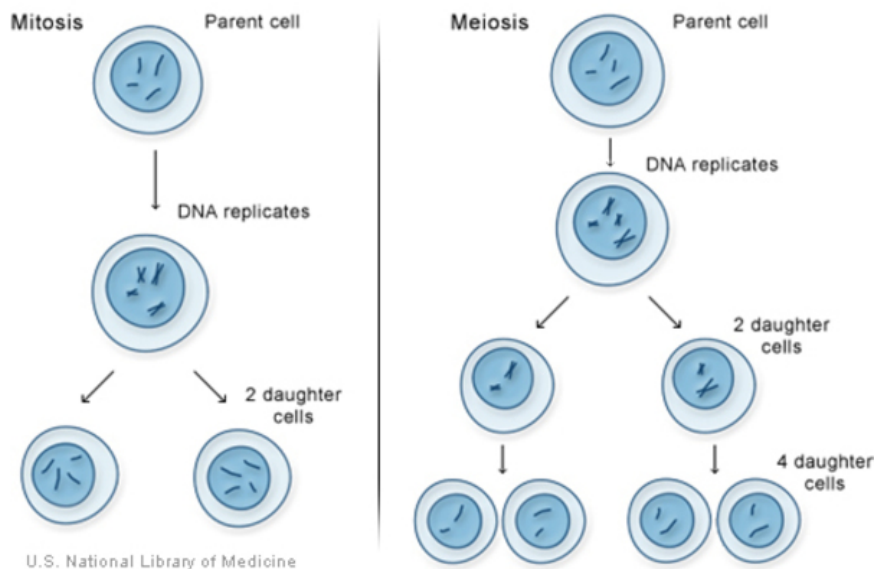 Mitosis
Parent cell
DNA replicates
2 daughter
cells
U.S. National Library of Medicine
Meiosis
Parent cell
DNA replicates
2 daughter
cells
4 daughter
cells